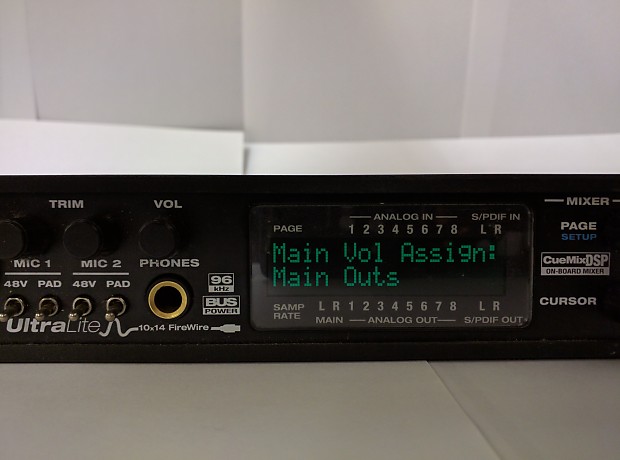 TRIM VOL
MIC 1 MIC 2 PHONES
48V PAD 48V PAD
96 kHz
BUS POWER
UltraLite 10x14 FireWire
ANALOG IN S/PDIF IN
PAGE 1 2 3 4 5 6 7 8 L R
Main Vol Assign:
Main Outs
SAMP RATE L R 1 2 3 4 5 6 7 8 L R
MAIN ANALOG OUT S/PDIF OUT
MIXER
PAGE
SETUP
CueMix DSP
ON-BOARD MIXER
CURSOR